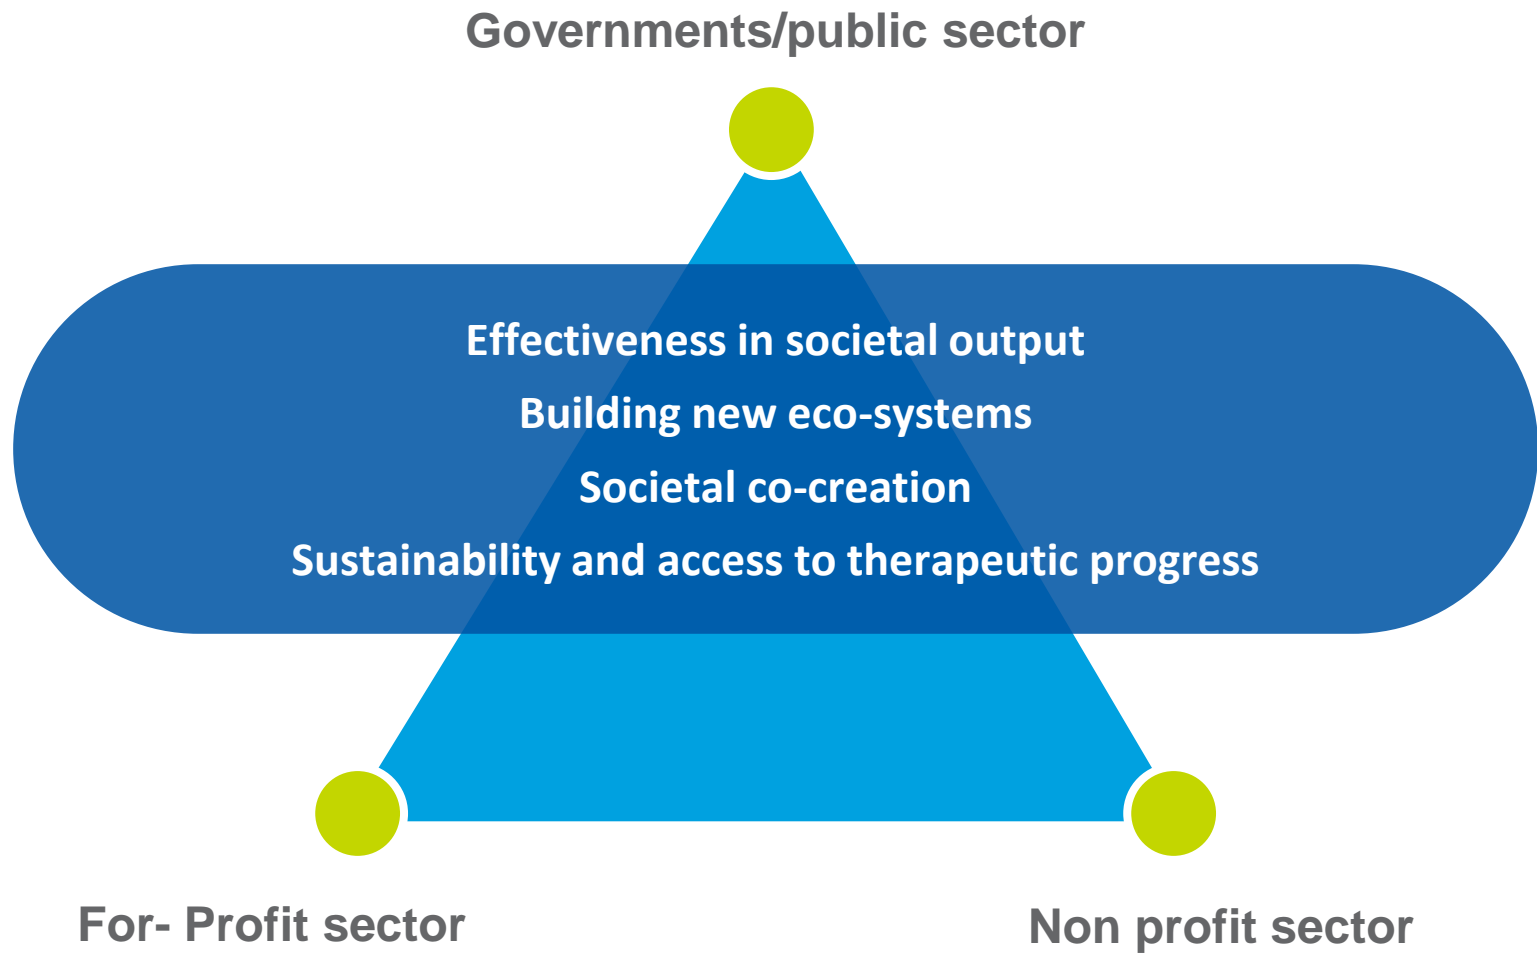 Governments/public sector
Effectiveness in societal output
Building new eco-systems
Societal co-creation
Sustainability and access to therapeutic progress
For- Profit sector
Non profit sector